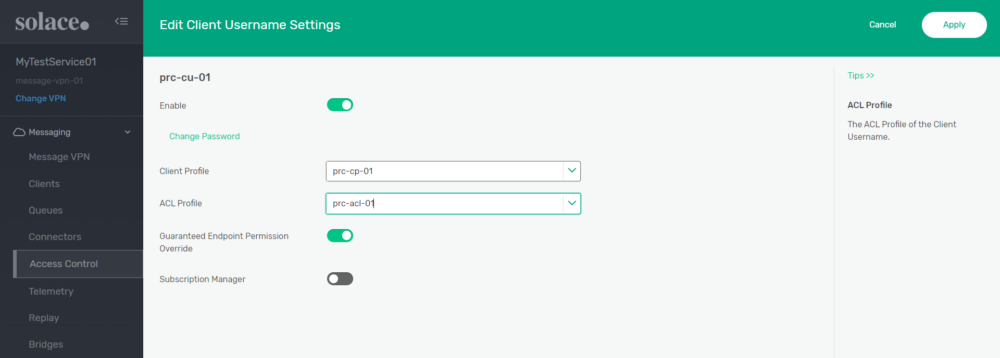 solace.
MyTestService01
message-vpn-01
Change VPN
Messaging
Message VPN
Clients
Queues
Connectors
Access Control
Telemetry
Replay
Bridges
Edit Client Username Settings
Cancel
Apply
prc-cu-01
Enable
Change Password
Client Profile
prc-cp-01
ACL Profile
prc-acl-01
Guaranteed Endpoint Permission
Override
Subscription Manager
Tips >>
ACL Profile
The ACL Profile of the Client
Username.